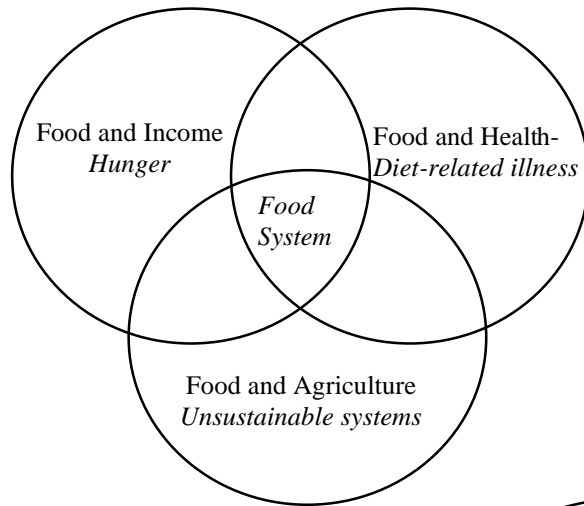 Food and Income
Hunger
Food and Health-
Diet-related illness
Food
System
Food and Agriculture
Unsustainable systems